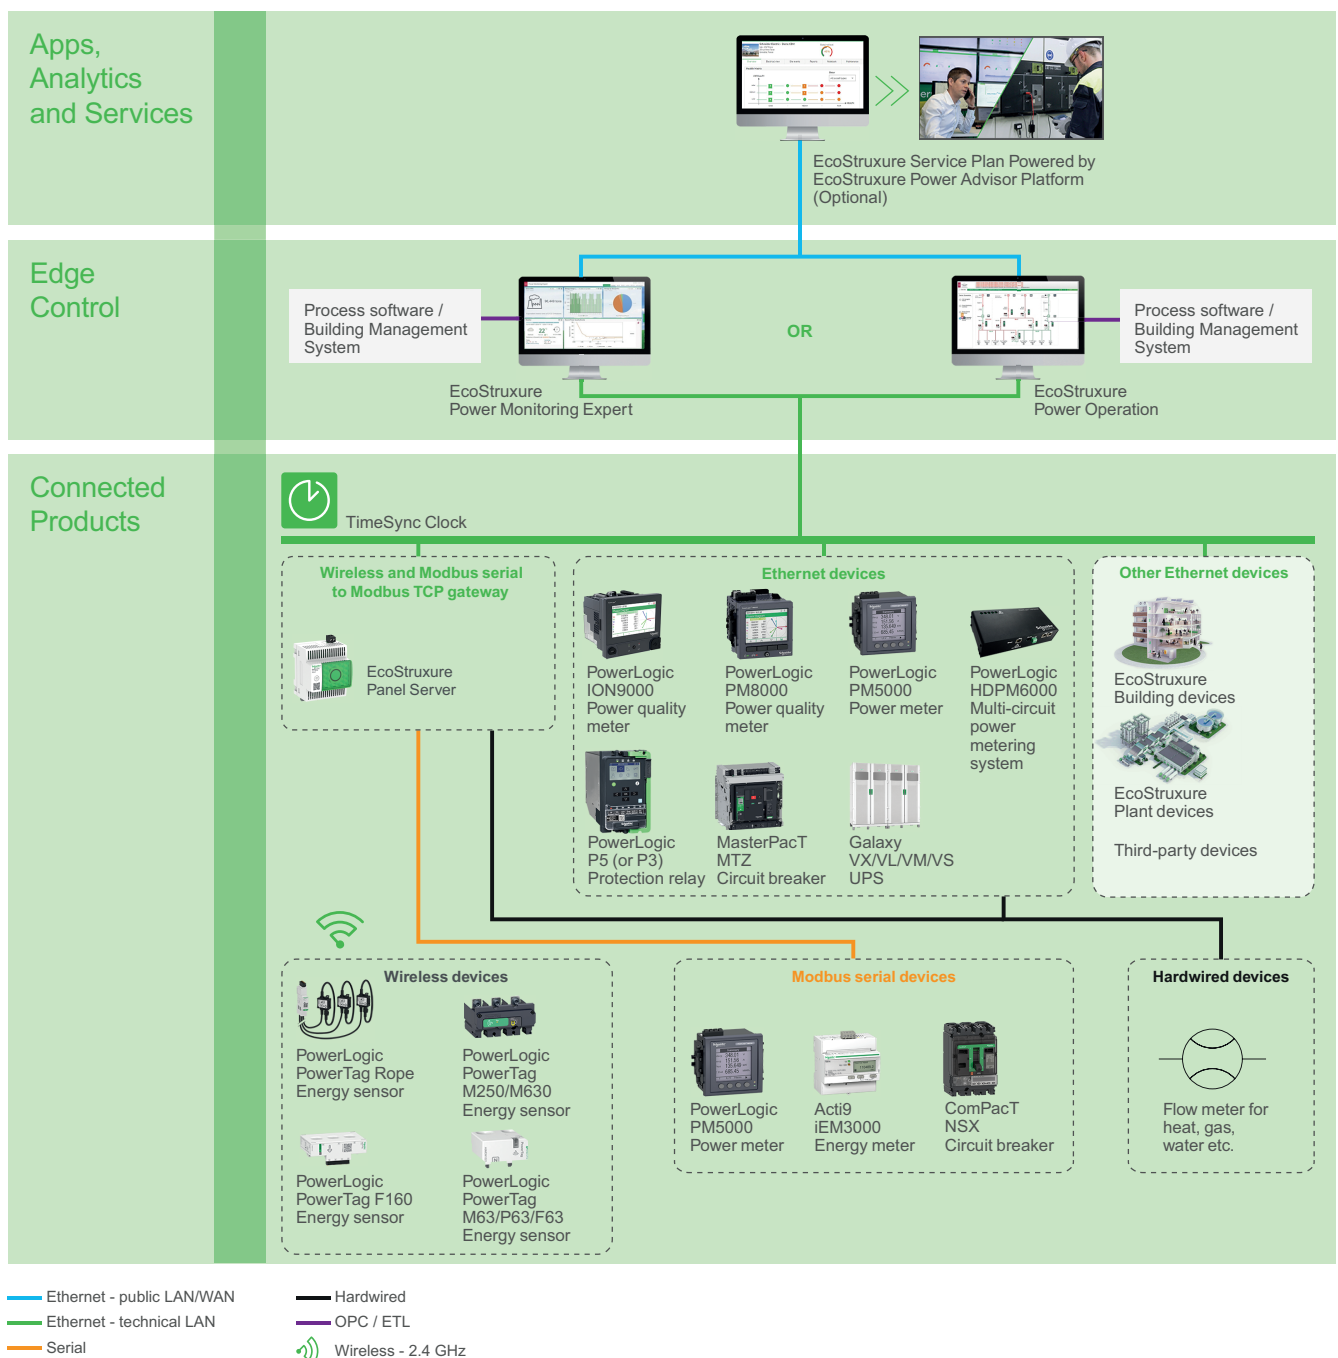 Apps,
Analytics
and Services
EcoStruxure Service Plan Powered by
EcoStruxure Power Advisor Platform
(Optional)
Edge
Control
Process software /
Building Management
System
OR
Process software /
Building Management
System
EcoStruxure
Power Monitoring Expert
EcoStruxure
Power Operation
Connected
Products
TimeSync Clock
Wireless and Modbus serial
to Modbus TCP gateway
EcoStruxure
Panel Server
Ethernet devices
PowerLogic
ION9000
Power quality
meter
PowerLogic
PM8000
Power quality
meter
PowerLogic
PM5000
Power meter
PowerLogic
HDPM6000
Multi-circuit
power
metering
system
PowerLogic
P5 (or P3)
Protection relay
MasterPacT
MTZ
Circuit breaker
Galaxy
VX/VL/VM/VS
UPS
Other Ethernet devices
EcoStruxure
Building devices
EcoStruxure
Plant devices
Third-party devices
Wireless devices
PowerLogic
PowerTag Rope
Energy sensor
PowerLogic
PowerTag
M250/M630
Energy sensor
PowerLogic
PowerTag F160
Energy sensor
PowerLogic
PowerTag
M63/P63/F63
Energy sensor
Modbus serial devices
PowerLogic
PM5000
Power meter
Acti9
iEM3000
Energy meter
ComPacT
NSX
Circuit breaker
Hardwired devices
Flow meter for
heat, gas,
water etc.
Ethernet - public LAN/WAN
Ethernet - technical LAN
Serial
Hardwired
OPC / ETL
Wireless - 2.4 GHz